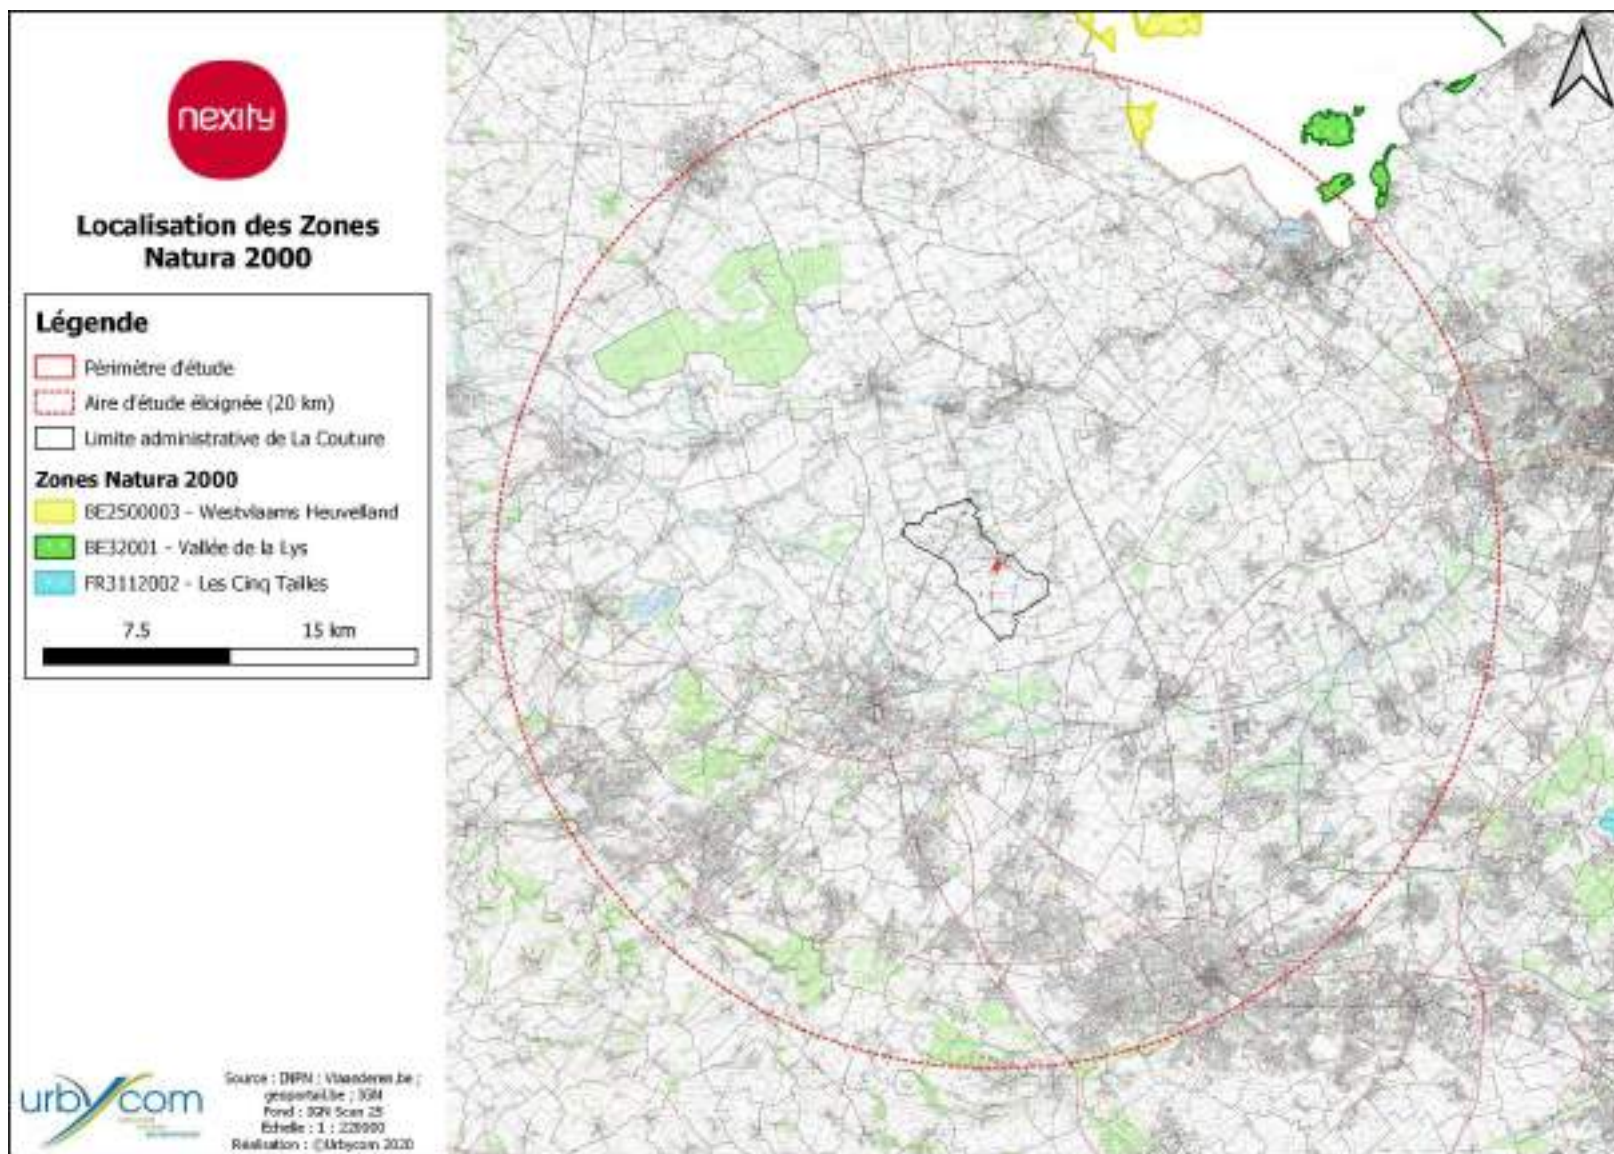 nexity
Localisation des Zones
Natura 2000
Légende
Périmètre d'étude
Aire d'étude éloignée (20 km)
Limite administrative de La Couture
Zones Natura 2000
BE2500003 - Westvlaams Heuvelland
BE32001 - Vallée de la Lys
FR3112002 - Les Cinq Tailles
7.5 15 km
urbycom
Source : INPN ; Vlaanderen.be ;
geoportail.be ; IGN
Fond : IGN Scan 25
Echelle : 1 : 220000
Réalisation : ©Urbycom 2020